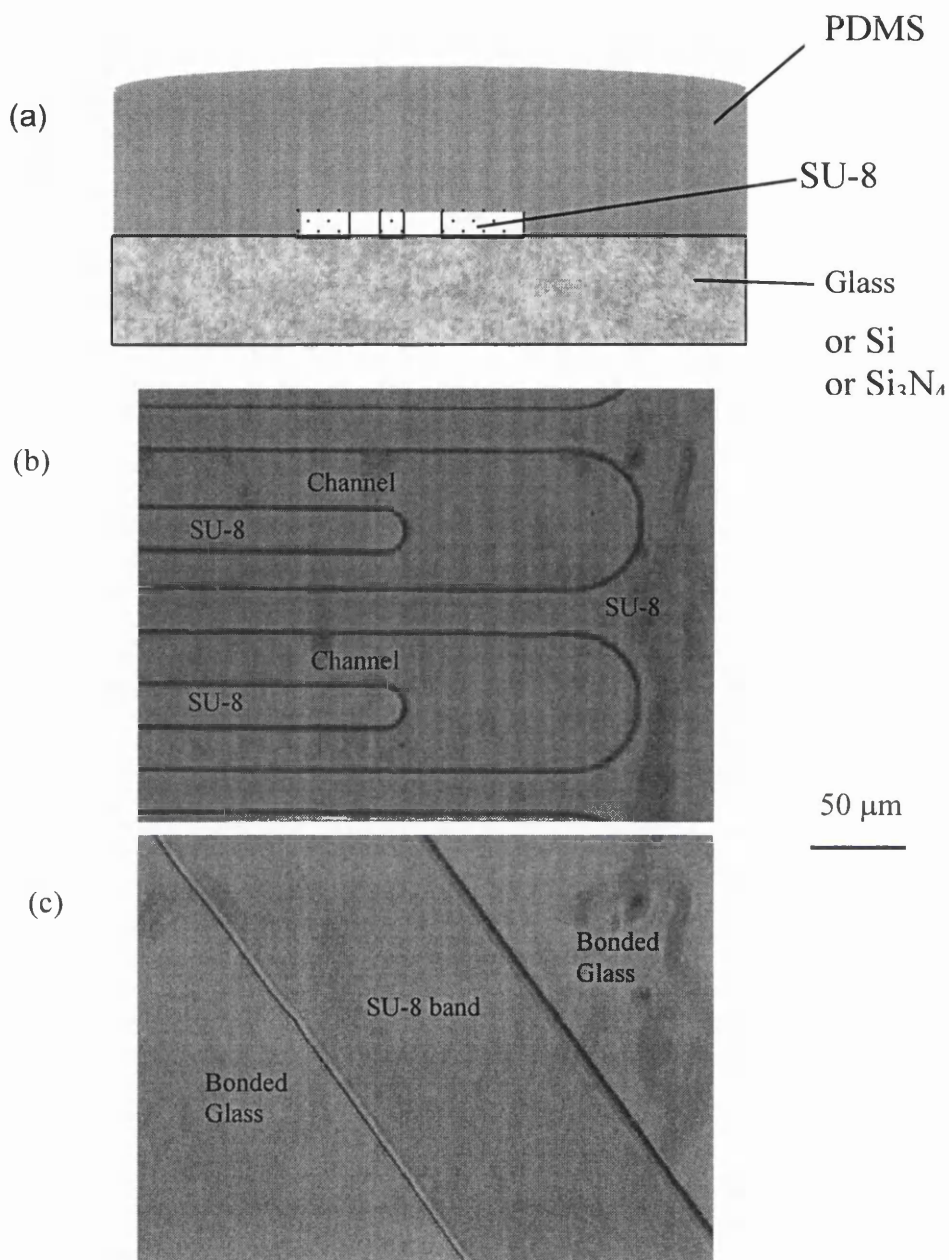 PDMS
(a)
SU-8
Glass
or Si
or Si₃N₄
(b)
Channel
SU-8
SU-8
Channel
SU-8
50 µm
(c)
Bonded
Glass
SU-8 band
Bonded
Glass